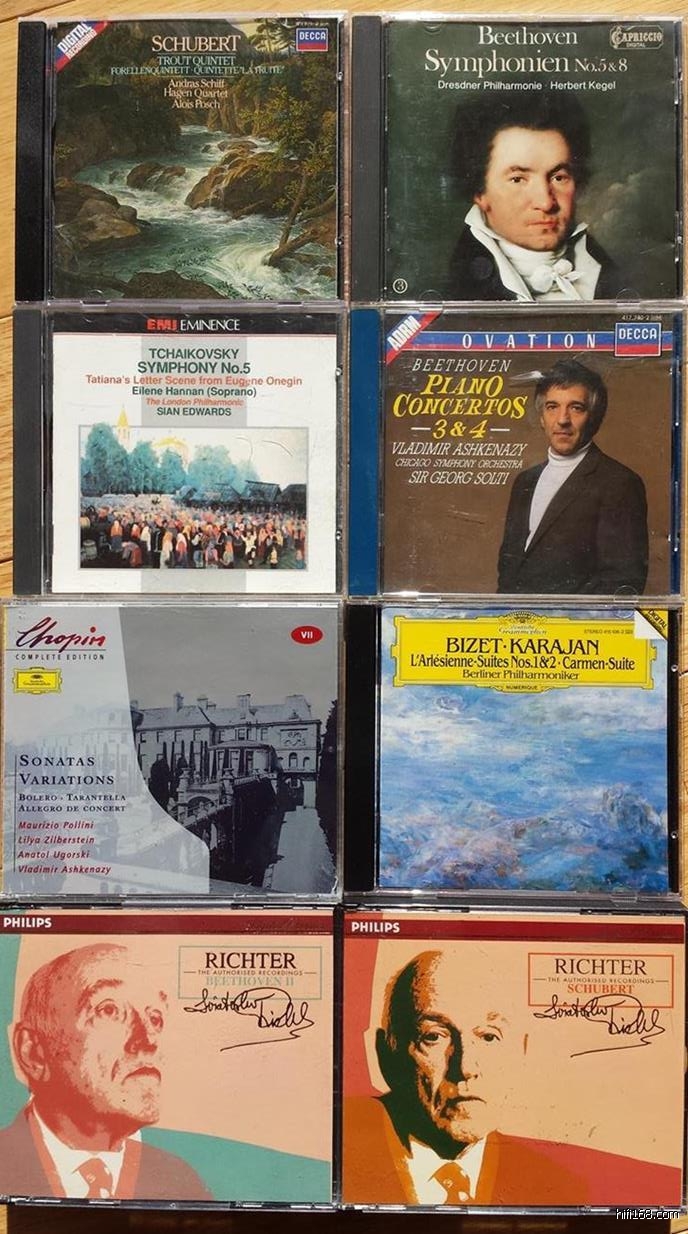 DIGITAL
RECORDING
DECCA
SCHUBERT
TROUT QUINTET
FORELLENQUINTETT · QUINTETTE "LA TRUITE"
Andras Schiff
Hagen Quartet
Alois Posch
Beethoven
CAPRICCIO
DIGITAL
Symphonien No.5&8
Dresdner Philharmonie · Herbert Kegel
3
EMI EMINENCE
TCHAIKOVSKY
SYMPHONY No.5
Tatiana's Letter Scene from Eugene Onegin
Eilene Hannan (Soprano)
The London Philharmonic
SIAN EDWARDS
ADRM
OVATION
DECCA
BEETHOVEN
PIANO
CONCERTOS
3 & 4
VLADIMIR ASHKENAZY
CHICAGO SYMPHONY ORCHESTRA
SIR GEORG SOLTI
Chopin
COMPLETE EDITION
VII
SONATAS
VARIATIONS
BOLERO · TARANTELLA
ALLEGRO DE CONCERT
Maurizio Pollini
Lilya Zilberstein
Anatol Ugorski
Vladimir Ashkenazy
Deutsche
Grammophon
DIGITAL
BIZET · KARAJAN
L'Arlésienne-Suites Nos.1&2 · Carmen-Suite
Berliner Philharmoniker
NUMERIQUE
PHILIPS
RICHTER
THE AUTHORISED RECORDINGS
BEETHOVEN II
PHILIPS
RICHTER
THE AUTHORISED RECORDINGS
SCHUBERT
hifi168.com